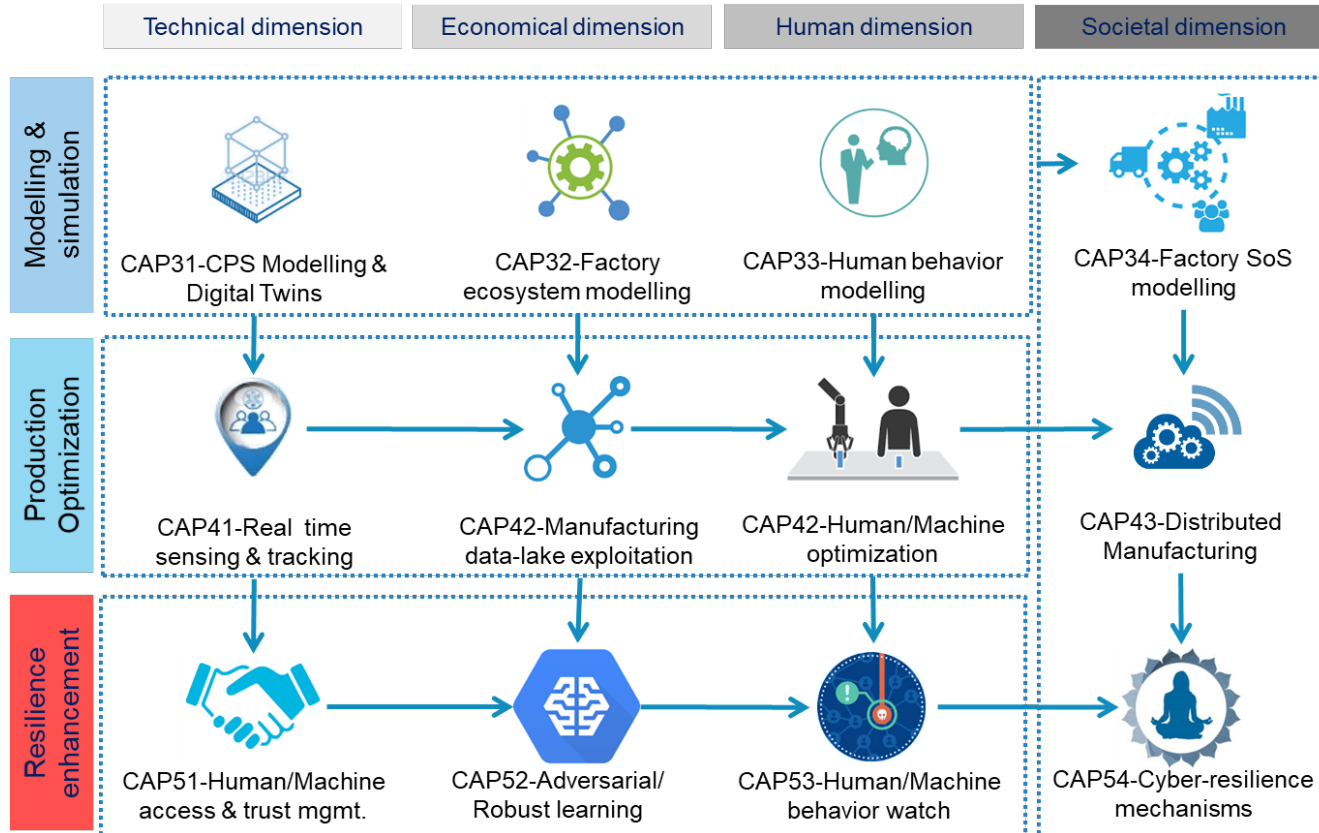 Technical dimension
Economical dimension
Human dimension
Societal dimension
Modelling &
simulation
CAP31-CPS Modelling &
Digital Twins
CAP32-Factory
ecosystem modelling
CAP33-Human behavior
modelling
CAP34-Factory SoS
modelling
Production
Optimization
CAP41-Real time
sensing & tracking
CAP42-Manufacturing
data-lake exploitation
CAP42-Human/Machine
optimization
CAP43-Distributed
Manufacturing
Resilience
enhancement
CAP51-Human/Machine
access & trust mgmt.
CAP52-Adversarial/
Robust learning
CAP53-Human/Machine
behavior watch
CAP54-Cyber-resilience
mechanisms